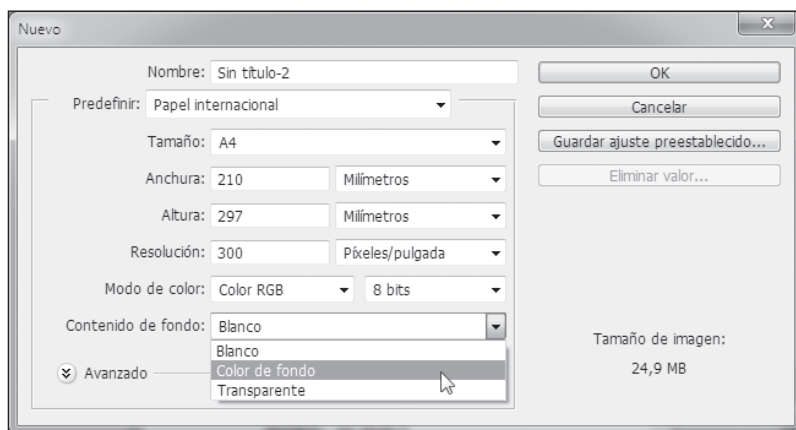 Nuevo
x
Nombre: Sin título-2
OK
Predefinir: Papel internacional
Cancelar
Tamaño: A4
Guardar ajuste preestablecido...
Anchura: 210 Milímetros
Eliminar valor...
Altura: 297 Milímetros
Resolución: 300 Píxeles/pulgada
Modo de color: Color RGB 8 bits
Contenido de fondo: Blanco
Tamaño de imagen:
Blanco
Color de fondo
24,9 MB
Avanzado
Transparente